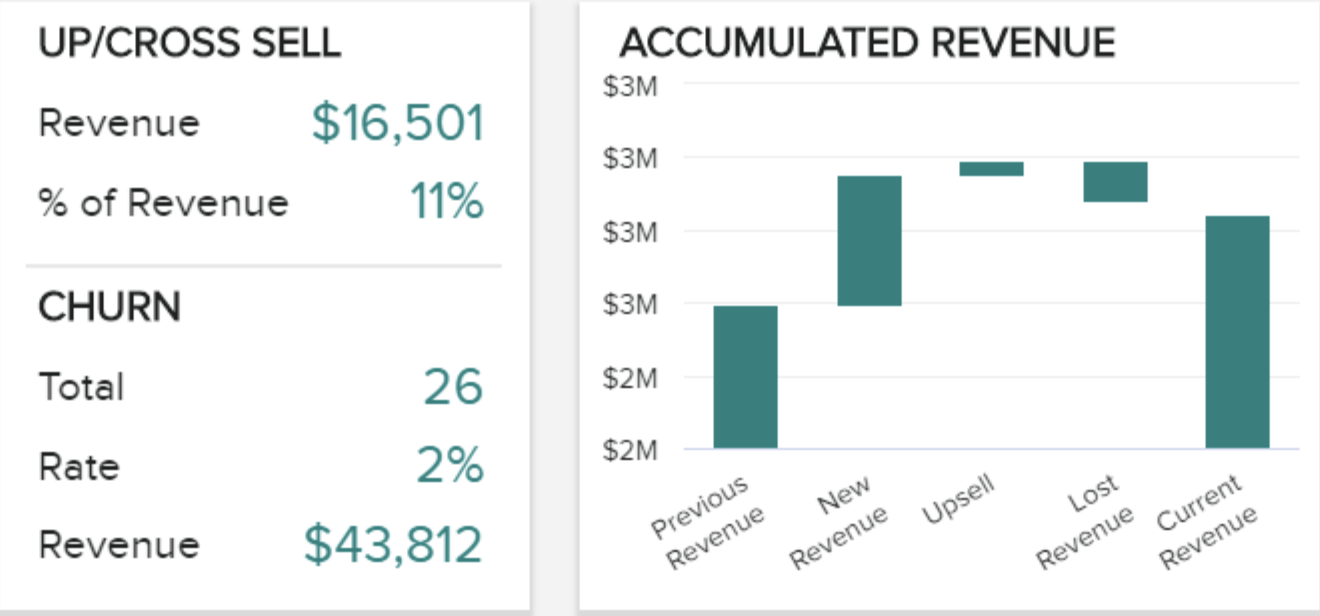 UP/CROSS SELL
Revenue $16,501
% of Revenue 11%
CHURN
Total 26
Rate 2%
Revenue $43,812
ACCUMULATED REVENUE
$3M
$3M
$3M
$3M
$2M
$2M
Previous
Revenue
New
Revenue
Upsell
Lost
Revenue
Current
Revenue